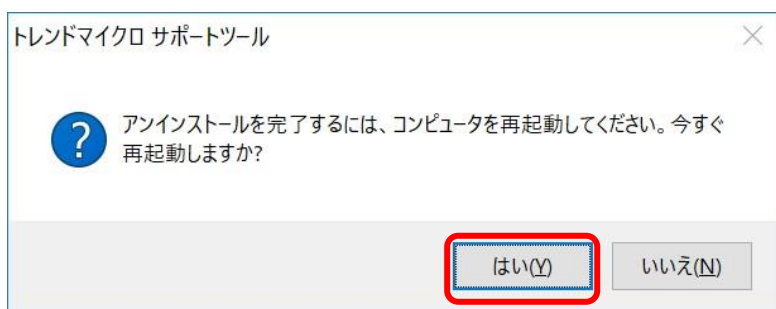 トレンドマイクロ サポートツール
アンインストールを完了するには、コンピュータを再起動してください。今すぐ
再起動しますか?
はい(Y)
いいえ(N)